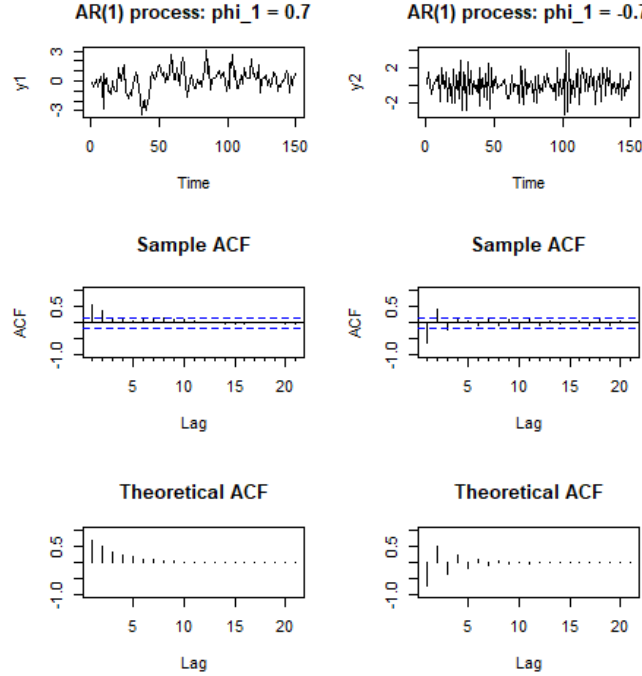 AR(1) process: phi_1 = 0.7
AR(1) process: phi_1 = -0.7
y1
3
0
-3
0 50 100 150
Time
y2
2
-2
0 50 100 150
Time
Sample ACF
Sample ACF
ACF
0.5
-1.0
5 10 15 20
Lag
ACF
0.5
-1.0
5 10 15 20
Lag
Theoretical ACF
Theoretical ACF
0.5
-1.0
5 10 15 20
Lag
0.5
-1.0
5 10 15 20
Lag